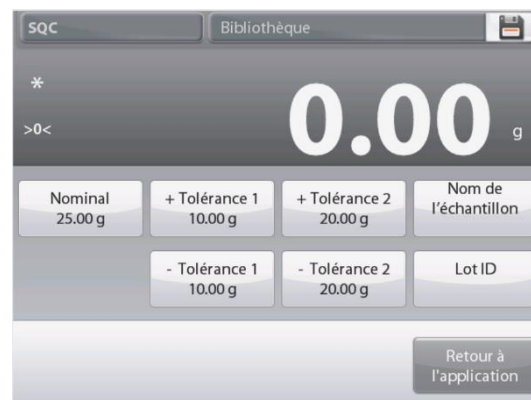 SQC Bibliothèque
*
>0<
0.00 g
Nominal
25.00 g
+ Tolérance 1
10.00 g
+ Tolérance 2
20.00 g
Nom de
l'échantillon
- Tolérance 1
10.00 g
- Tolérance 2
20.00 g
Lot ID
Retour à
l'application